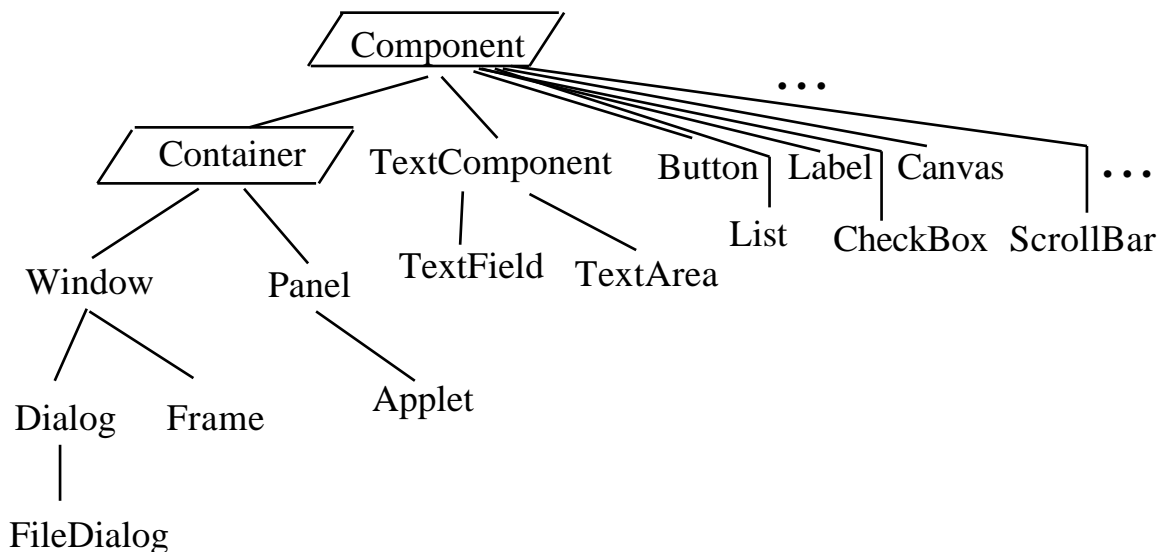 Component
...
Container
TextComponent
Button Label Canvas ...
List CheckBox ScrollBar
TextField TextArea
Window Panel
Dialog Frame Applet
FileDialog